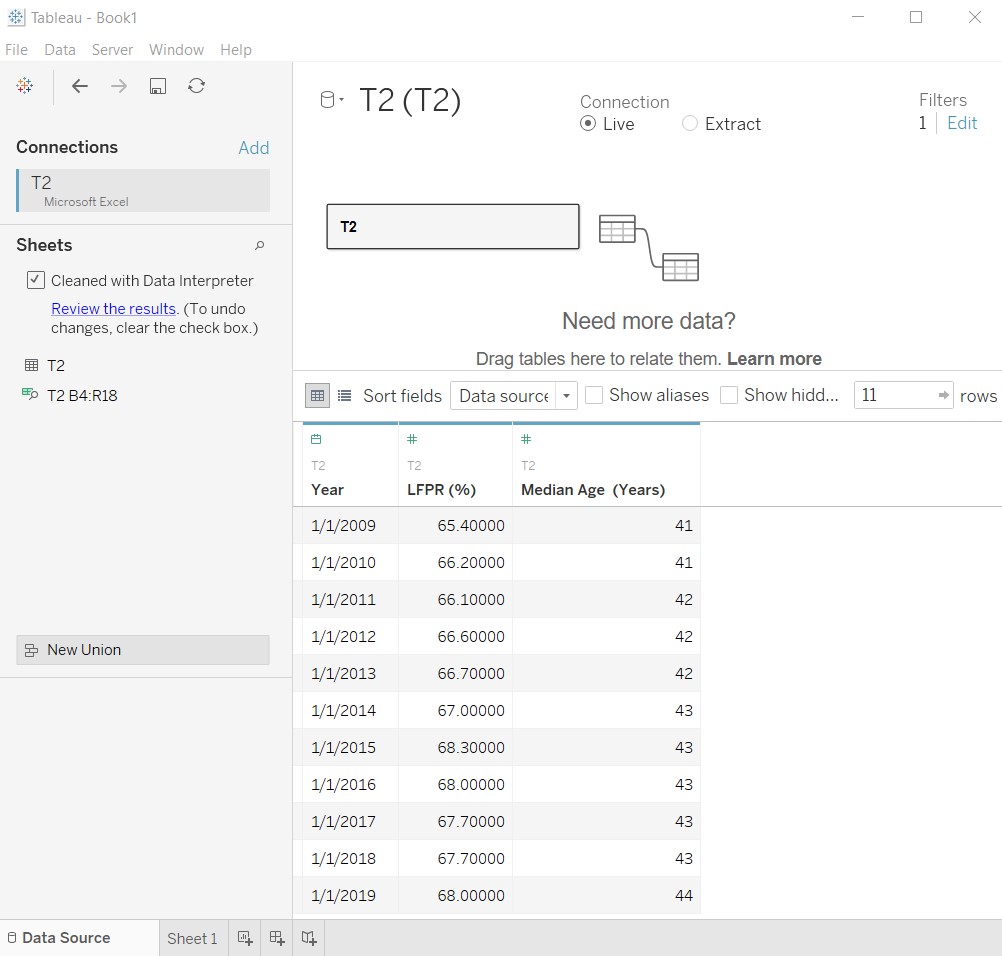 Tableau - Book1
File Data Server Window Help
Connections Add
T2
Microsoft Excel
Sheets
Cleaned with Data Interpreter
Review the results. (To undo
changes, clear the check box.)
T2
T2 B4:R18
New Union
T2 (T2)
Connection
Live Extract
Filters
1 Edit
T2
Need more data?
Drag tables here to relate them. Learn more
Sort fields Data source Show aliases Show hidd... 11 rows
T2 T2 T2
Year LFPR (%) Median Age (Years)
1/1/2009 65.40000 41
1/1/2010 66.20000 41
1/1/2011 66.10000 42
1/1/2012 66.60000 42
1/1/2013 66.70000 42
1/1/2014 67.00000 43
1/1/2015 68.30000 43
1/1/2016 68.00000 43
1/1/2017 67.70000 43
1/1/2018 67.70000 43
1/1/2019 68.00000 44
Data Source Sheet 1